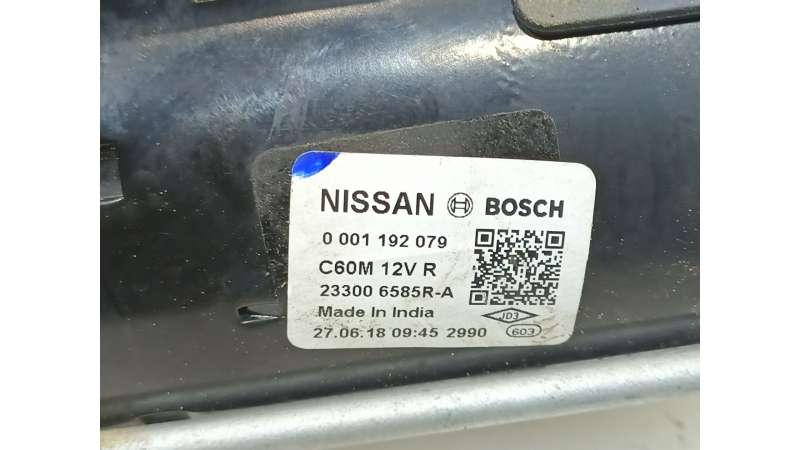 NISSAN BOSCH
0 001 192 079
C60M 12V R
23300 6585R-A
Made In India
27.06.18 09:45 2990
JD3
603